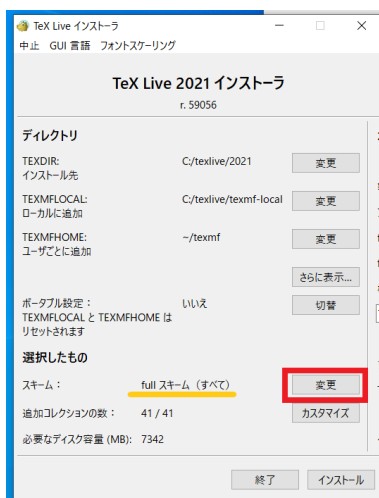 TeX Live インストーラ
中止 GUI 言語 フォントスケーリング
TeX Live 2021 インストーラ
r. 59056
ディレクトリ
TEXDIR: C:/texlive/2021 変更
インストール先
TEXMFLOCAL: C:/texlive/texmf-local 変更
ローカルに追加
TEXMFHOME: ~/texmf 変更
ユーザごとに追加
さらに表示...
ポータブル設定： いいえ 切替
TEXMFLOCAL と TEXMFHOME は
リセットされます
選択したもの
スキーム： full スキーム（すべて） 変更
追加コレクションの数： 41 / 41 カスタマイズ
必要なディスク容量 (MB): 7342
終了 インストール